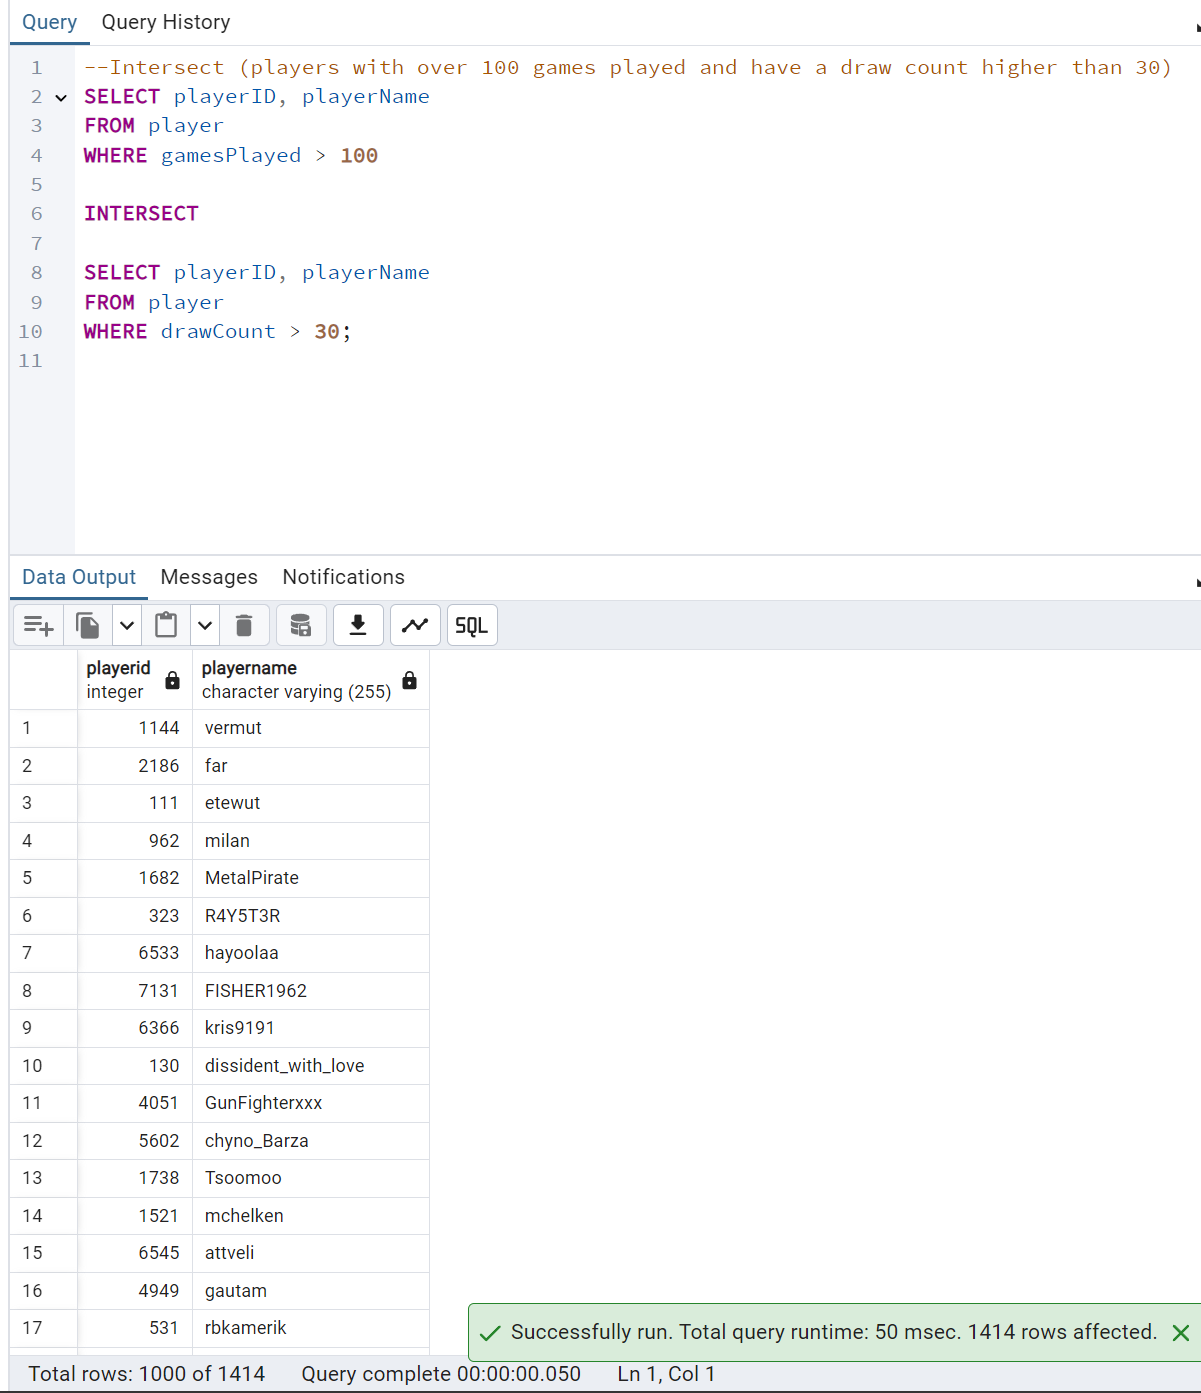 Query Query History
1 --Intersect (players with over 100 games played and have a draw count higher than 30)
2 SELECT playerID, playerName
3 FROM player
4 WHERE gamesPlayed > 100
5
6 INTERSECT
7
8 SELECT playerID, playerName
9 FROM player
10 WHERE drawCount > 30;
11
Data Output Messages Notifications
SQL
playerid playername
integer character varying (255)
1 1144 vermut
2 2186 far
3 111 etewut
4 962 milan
5 1682 MetalPirate
6 323 R4Y5T3R
7 6533 hayoolaa
8 7131 FISHER1962
9 6366 kris9191
10 130 dissident_with_love
11 4051 GunFighterxxx
12 5602 chyno_Barza
13 1738 Tsoomoo
14 1521 mchelken
15 6545 attveli
16 4949 gautam
17 531 rbkamerik
Successfully run. Total query runtime: 50 msec. 1414 rows affected.
Total rows: 1000 of 1414 Query complete 00:00:00.050 Ln 1, Col 1